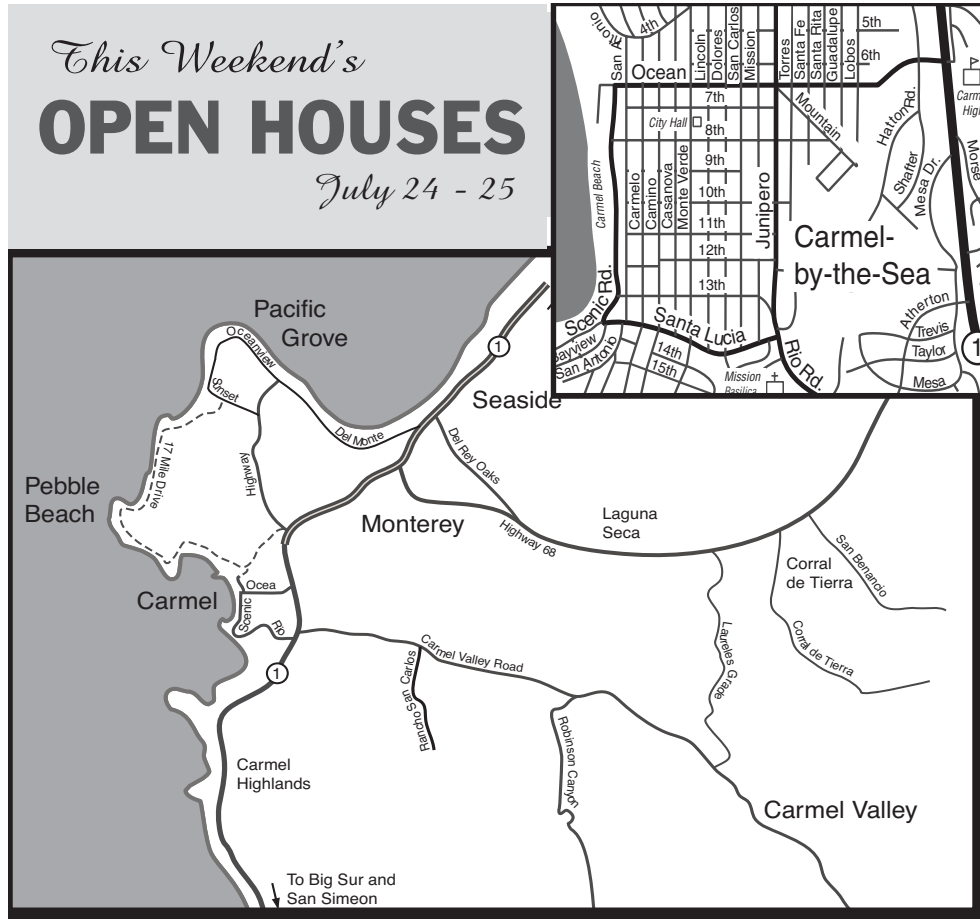 This Weekend's
OPEN HOUSES
July 24 - 25
4th
5th
6th
San
Ocean
Lincoln
Dolores
San Carlos
Mission
Torres
Santa Fe
Santa Rita
Guadalupe
Lobos
7th
City Hall
8th
Mountain
Hatton Rd.
Shafter
Mesa Dr.
Morse
Carmel Beach
Carmelo
Camino
Casanova
Monte Verde
9th
10th
11th
12th
13th
Junipero
Carmel-
by-the-Sea
Scenic Rd.
Santa Lucia
Bayview
San Antonio
14th
15th
Mission
Basilica
Rio Rd.
Atherton
Trevis
Taylor
Mesa
1
Pacific
Grove
Oceanview
Sunset
17 Mile Drive
Highway
Del Monte
1
Seaside
Pebble
Beach
Del Rey Oaks
Monterey
Highway 68
Laguna
Seca
Corral
de Tierra
San Benancio
Corral de Tierra
Laureles Grade
Carmel
Ocea
Scenic
Rio
1
Carmel Valley Road
Rancho San Carlos
Robinson Canyon
Carmel
Highlands
Carmel Valley
To Big Sur and
San Simeon